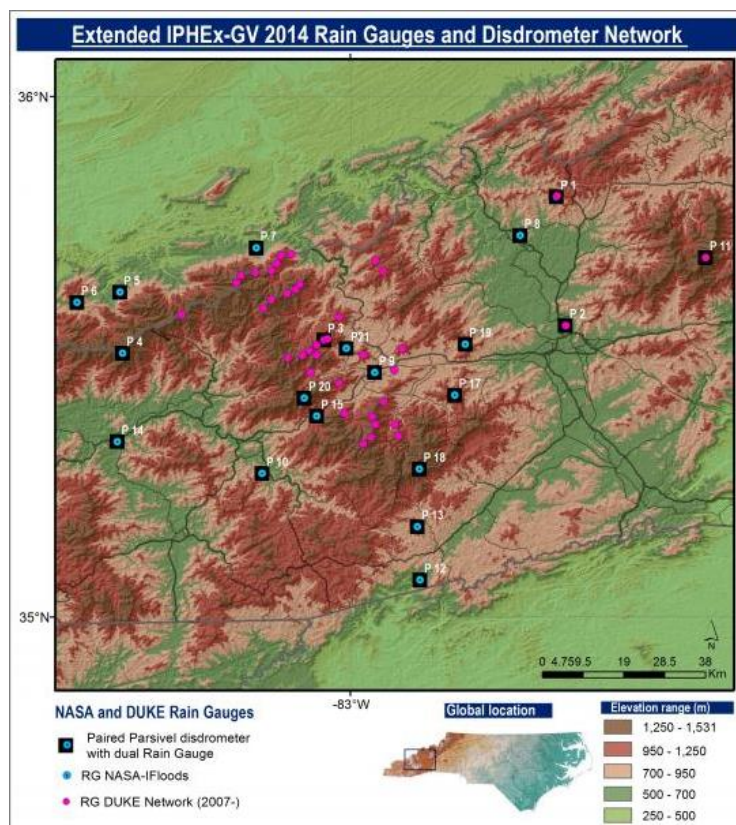 Extended IPHEx-GV 2014 Rain Gauges and Disdrometer Network
36°N
P 1
P 8
P 7
P 11
P 5
P 6
P 2
P 3
P21
P 19
P 4
P 9
P 17
P 20
P 15
P 14
P 18
P 10
P 13
P 12
35°N
N
0 4.759.5 19 28.5 38
Km
-83°W
NASA and DUKE Rain Gauges
Paired Parsivel disdrometer
with dual Rain Gauge
RG NASA-IFloods
RG DUKE Network (2007-)
Global location
Elevation range (m)
1,250 - 1,531
950 - 1,250
700 - 950
500 - 700
250 - 500